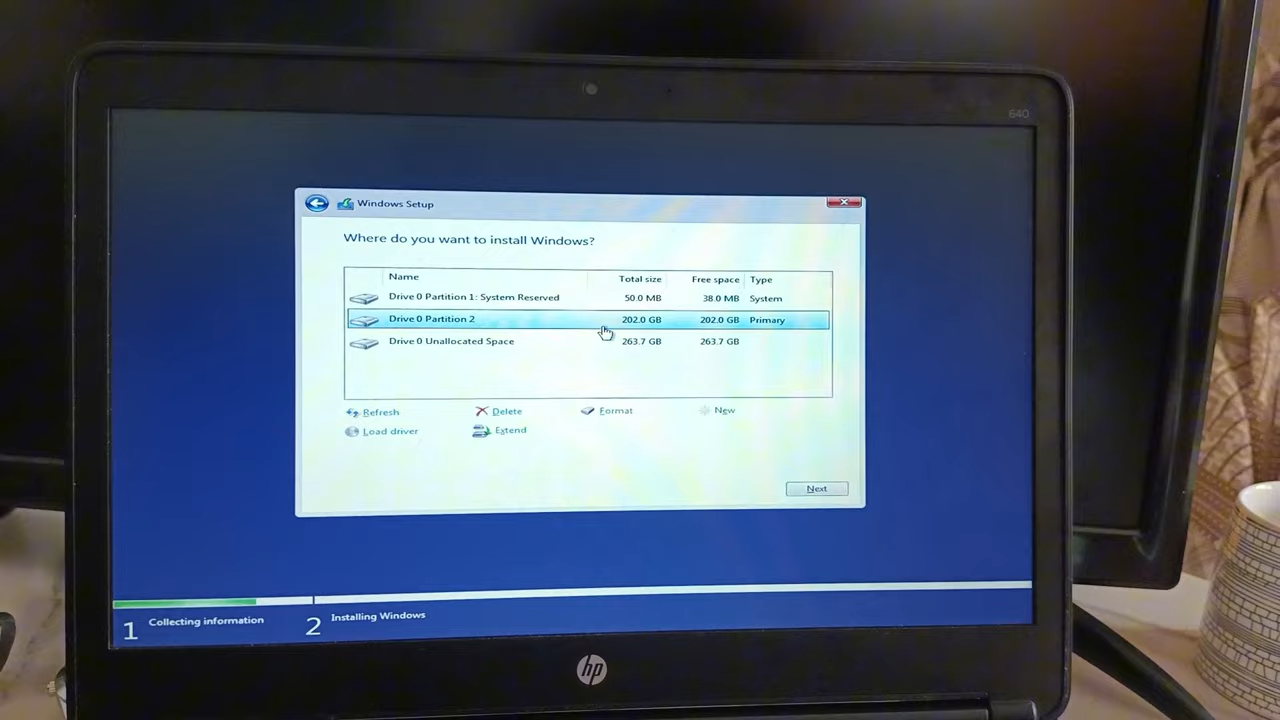 640
Windows Setup
Where do you want to install Windows?
Name Total size Free space Type
Drive 0 Partition 1: System Reserved 50.0 MB 38.0 MB System
Drive 0 Partition 2 202.0 GB 202.0 GB Primary
Drive 0 Unallocated Space 263.7 GB 263.7 GB
Refresh Delete Format New
Load driver Extend
Next
1 Collecting information 2 Installing Windows
hp